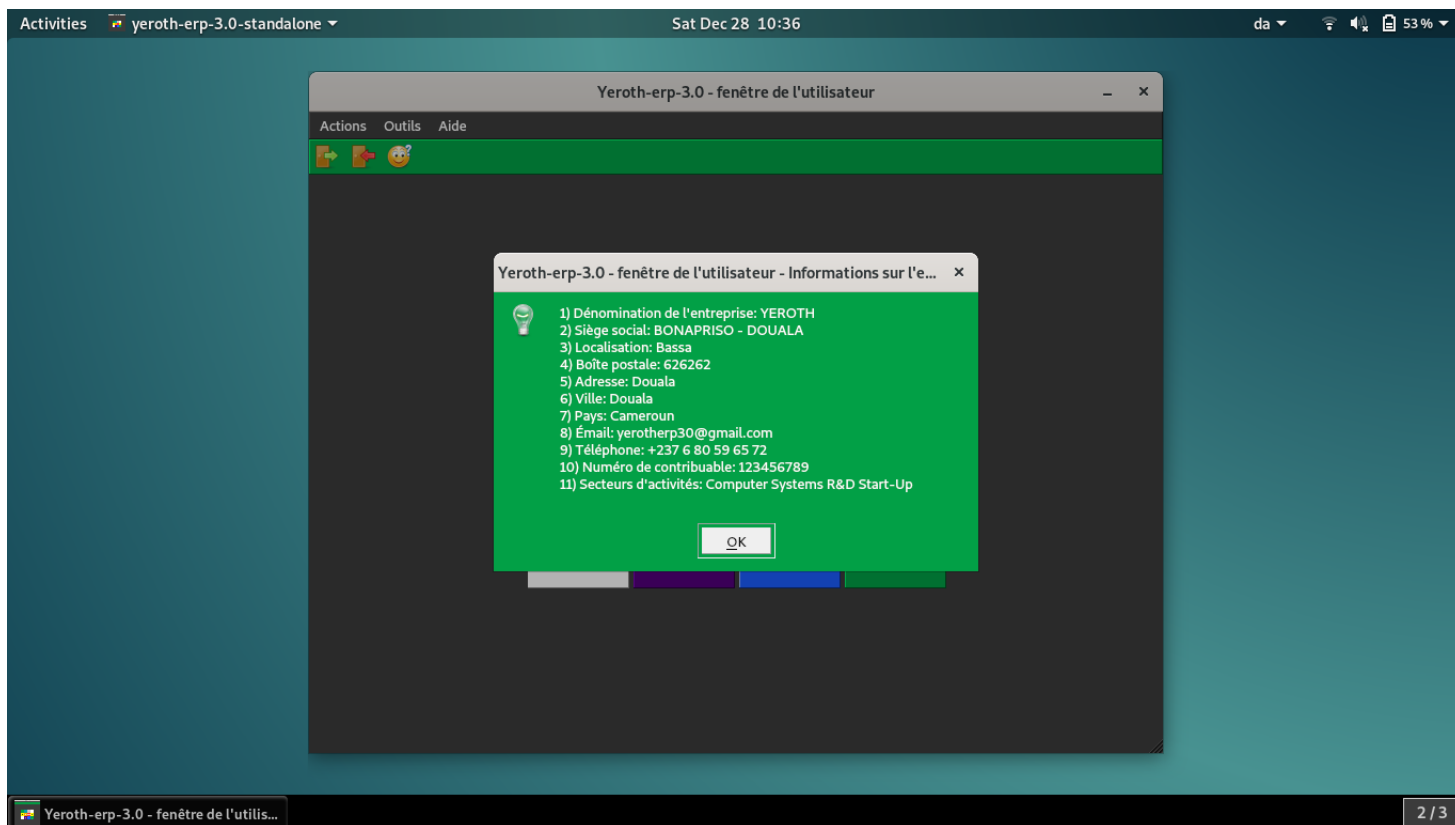 Activities yeroth-erp-3.0-standalone Sat Dec 28 10:36 da 53 %
Yeroth-erp-3.0 - fenêtre de l'utilisateur
Actions Outils Aide
Yeroth-erp-3.0 - fenêtre de l'utilisateur - Informations sur l'e...
1) Dénomination de l'entreprise: YEROTH
2) Siège social: BONAPRISO - DOUALA
3) Localisation: Bassa
4) Boîte postale: 626262
5) Adresse: Douala
6) Ville: Douala
7) Pays: Cameroun
8) Émail: yerotherp30@gmail.com
9) Téléphone: +237 6 80 59 65 72
10) Numéro de contribuable: 123456789
11) Secteurs d'activités: Computer Systems R&D Start-Up
OK
Yeroth-erp-3.0 - fenêtre de l'utilis... 2 / 3